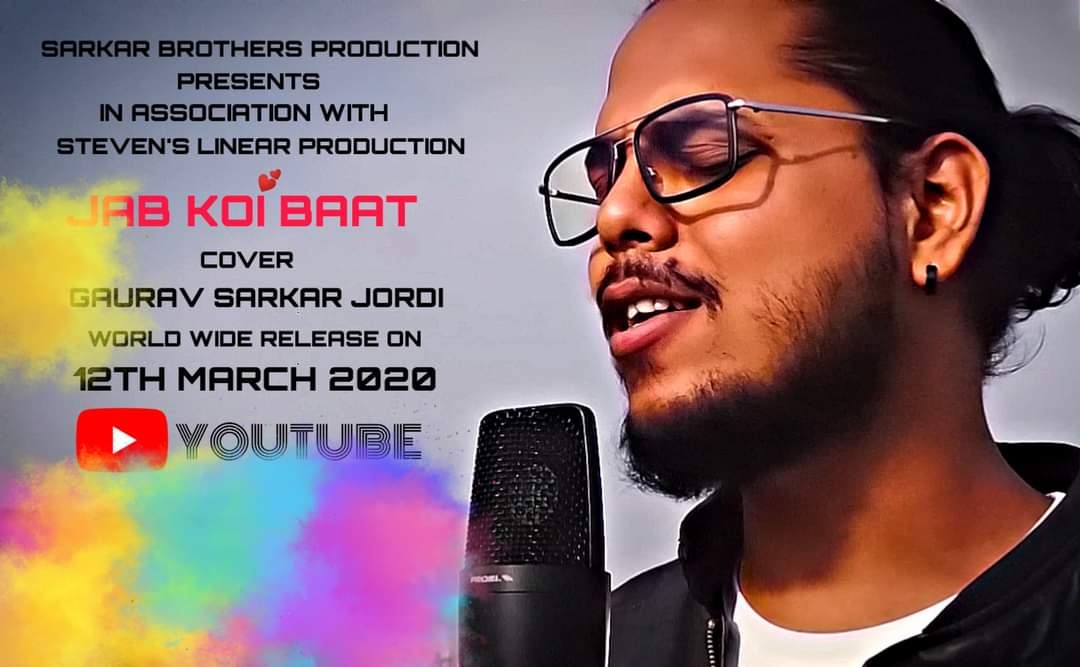 SARKAR BROTHERS PRODUCTION
PRESENTS
IN ASSOCIATION WITH
STEVEN'S LINEAR PRODUCTION
JAB KOI BAAT
COVER
GAURAV SARKAR JORDI
WORLD WIDE RELEASE ON
12TH MARCH 2020
YOUTUBE